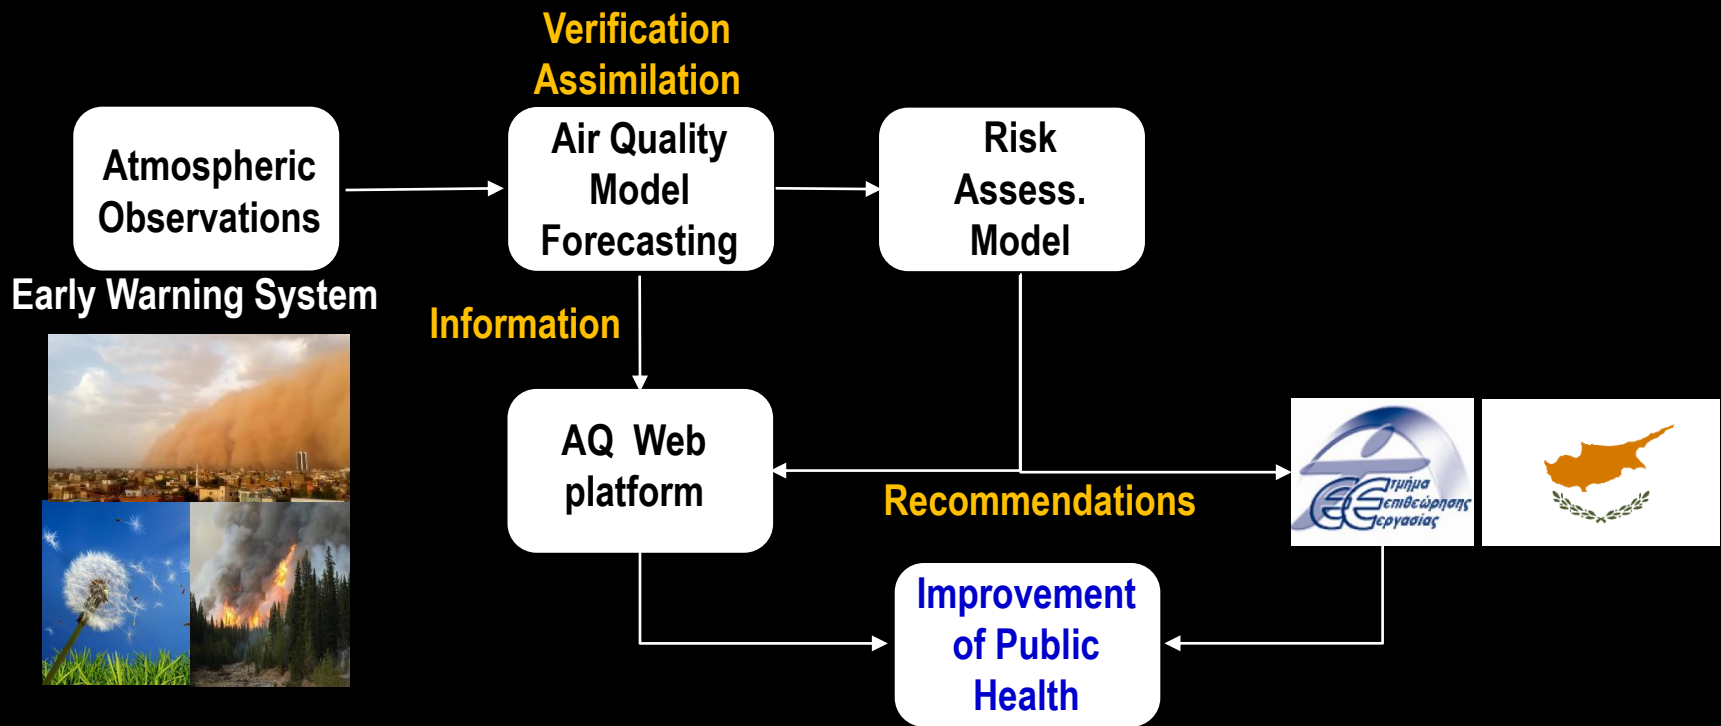 Verification
Assimilation
Atmospheric
Observations
Air Quality
Model
Forecasting
Risk
Assess.
Model
Early Warning System
Information
AQ Web
platform
Recommendations
τμήμα
επιθεώρησης
εργασίας
Improvement
of Public
Health